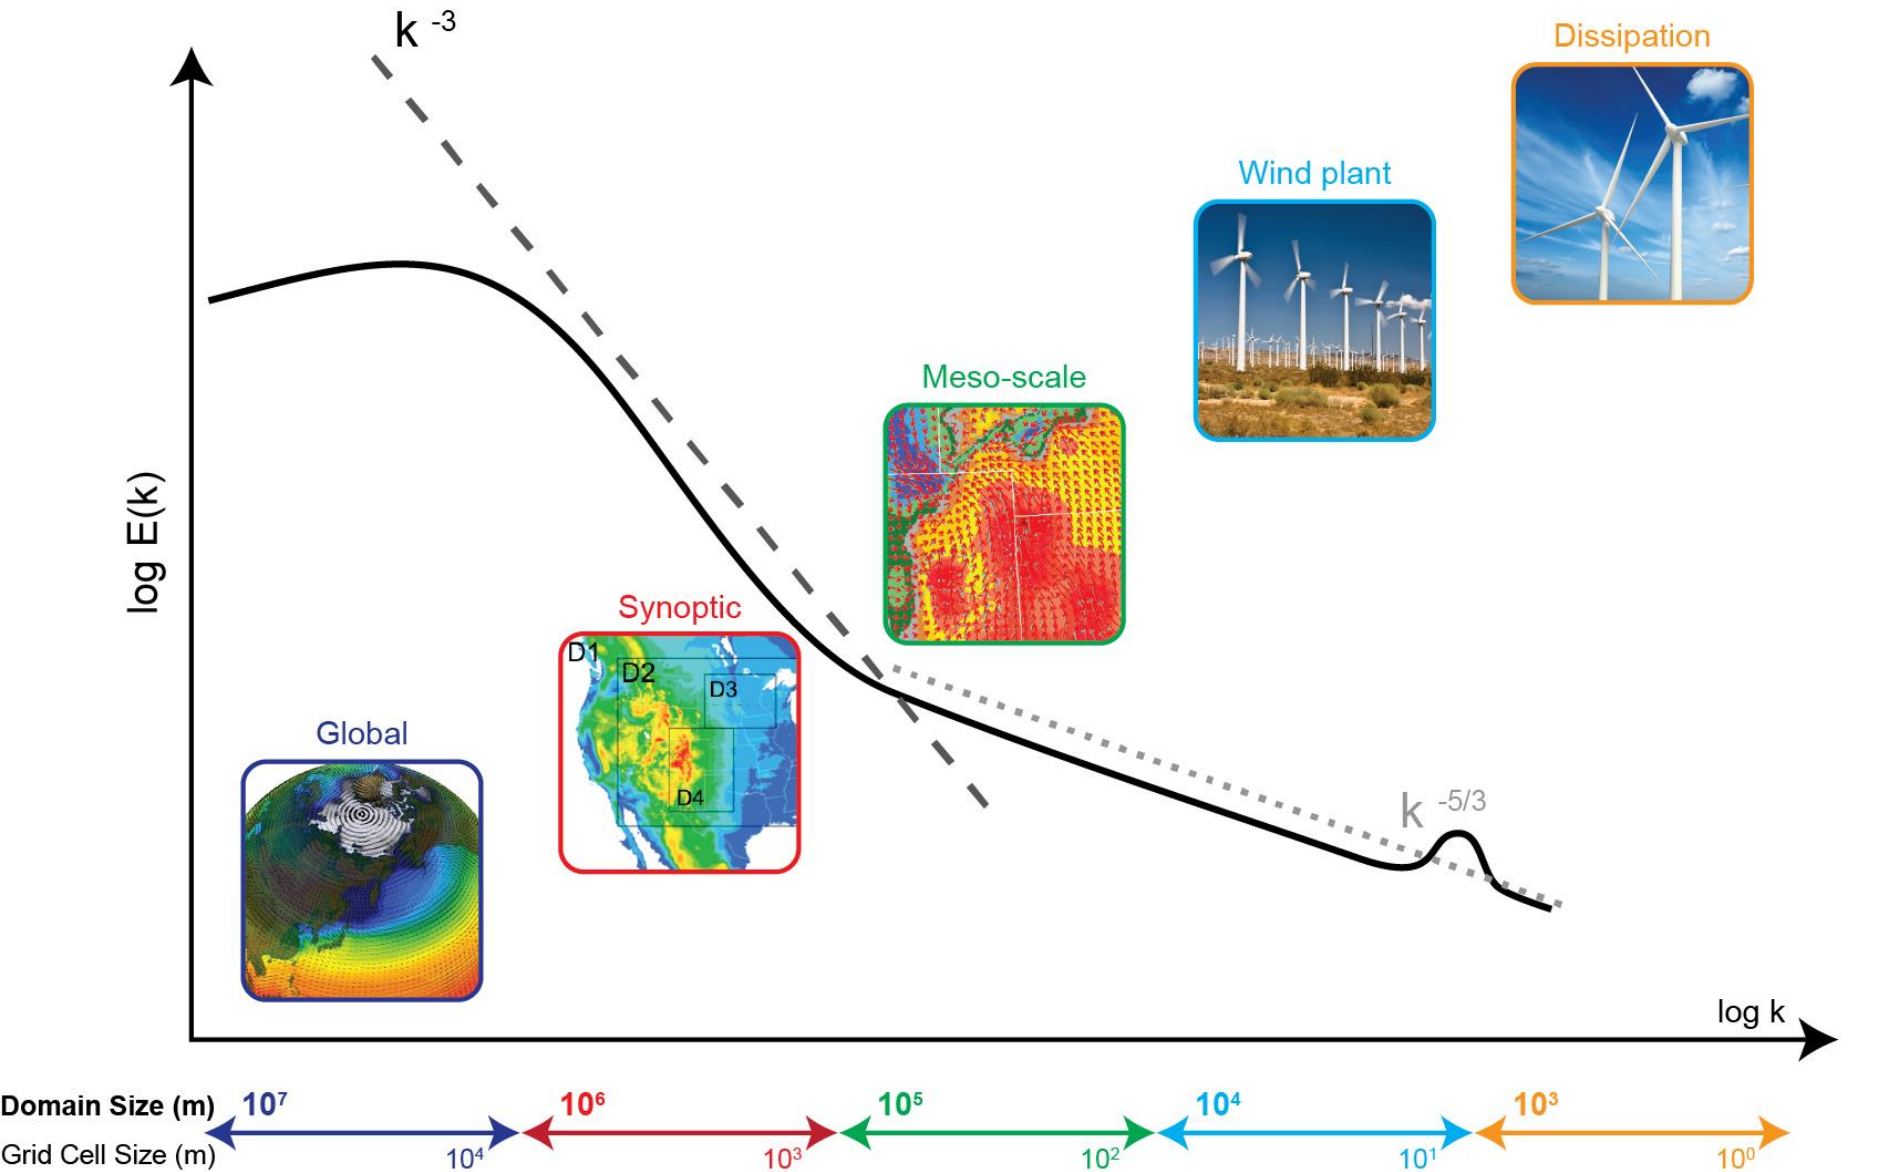 k -3
Dissipation
Wind plant
Meso-scale
log E(k)
Synoptic
D1
D2
D3
D4
Global
k -5/3
log k
Domain Size (m) 10⁷ 10⁶ 10⁵ 10⁴ 10³
Grid Cell Size (m) 10⁴ 10³ 10² 10¹ 10⁰